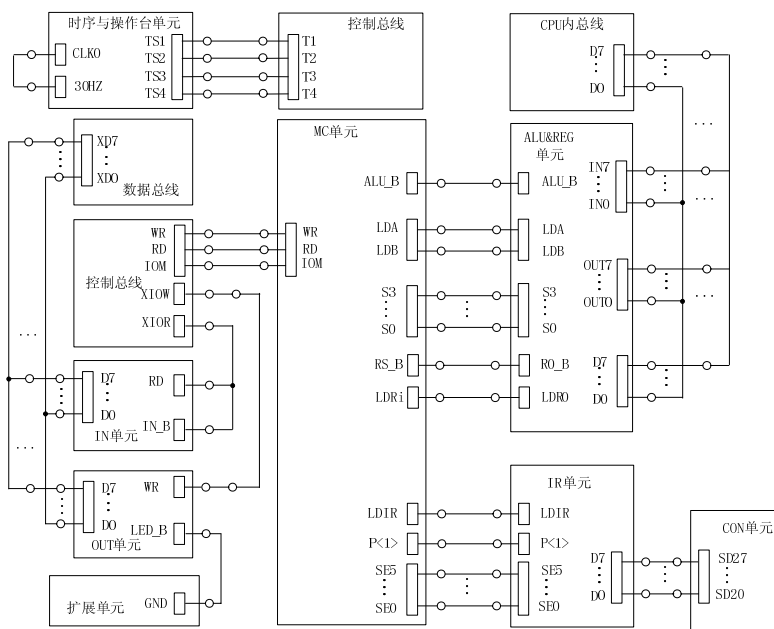 时序与操作台单元
CLK0
30HZ
TS1
TS2
TS3
TS4
控制总线
T1
T2
T3
T4
CPU内总线
D7
D0
XD7
XD0
数据总线
...
WR
RD
IOM
控制总线
XIOW
XIOR
D7
D0
RD
IN_B
IN单元
...
D7
D0
WR
LED_B
OUT单元
扩展单元
GND
MC单元
WR
RD
IOM
ALU_B
LDA
LDB
S3
S0
RS_B
LDRi
LDIR
P<1>
SE5
SE0
ALU&REG
单元
ALU_B
LDA
LDB
S3
S0
R0_B
LDR0
IN7
IN0
OUT7
OUT0
D7
D0
...
...
...
IR单元
LDIR
P<1>
SE5
SE0
D7
D0
CON单元
SD27
SD20